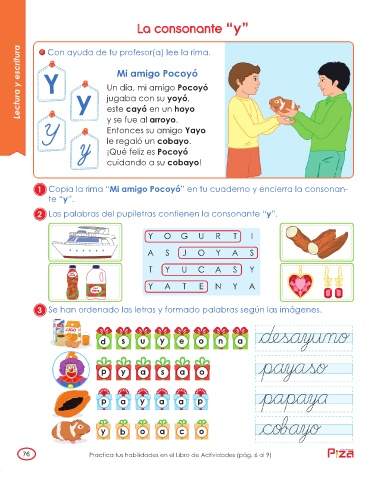 La consonante “y”
Lectura y escritura
Con ayuda de tu profesor(a) lee la rima.
Y
y
Y
y
Mi amigo Pocoyó
Un día, mi amigo Pocoyó
jugaba con su yoyó,
este cayó en un hoyo
y se fue al arroyo.
Entonces su amigo Yayo
le regaló un cobayo.
¡Qué feliz es Pocoyó
cuidando a su cobayo!
1 Copia la rima “Mi amigo Pocoyó” en tu cuaderno y encierra la consonan-
te “y”.
2 Las palabras del pupiletras contienen la consonante “y”.
Y O G U R T I
A S J O Y A S
T Y U C A S Y
Y A T E N Y A
3 Se han ordenado las letras y formado palabras según las imágenes.
d s u y e o n a
desayuno
p y a s a o
payaso
p a y a a p
papaya
y b o a c o
cobayo
76
Practica tus habilidades en el Libro de Actividades (pág. 6 al 9)
P!zá